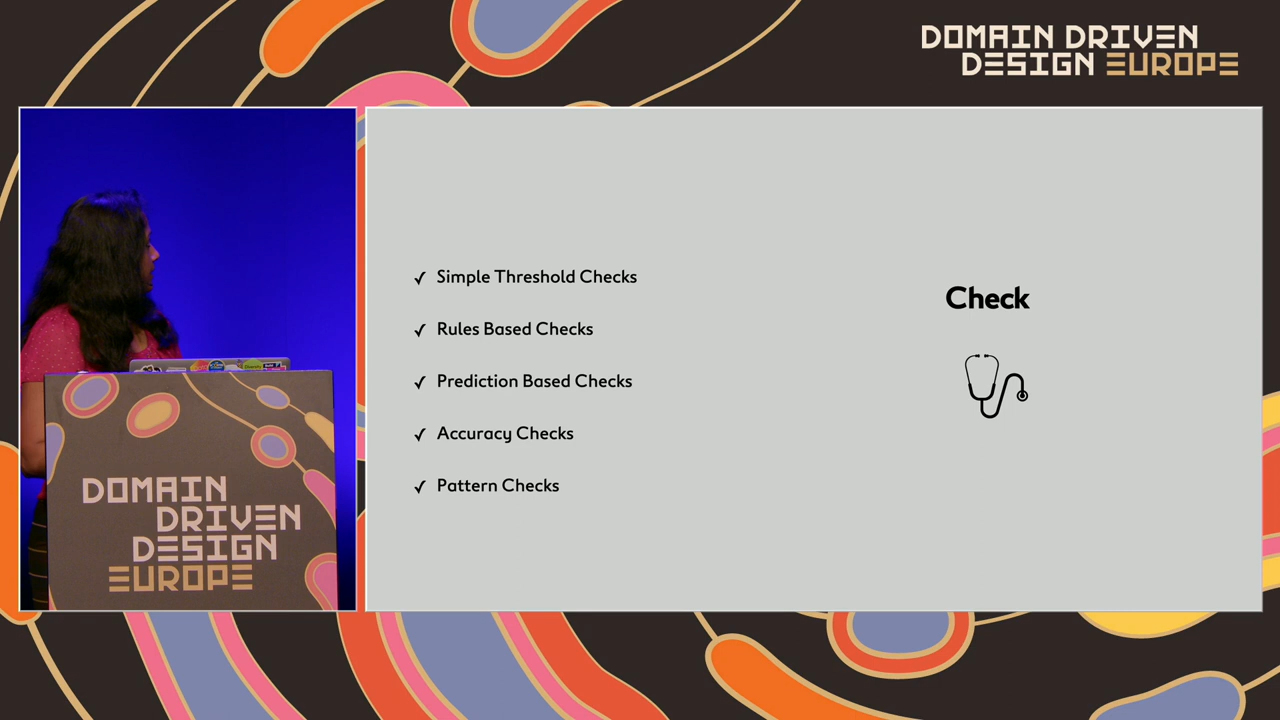 DOMAIN DRIVEN
DESIGN EUROPE
✓ Simple Threshold Checks
✓ Rules Based Checks
✓ Prediction Based Checks
✓ Accuracy Checks
✓ Pattern Checks
Check
DOMAIN
DRIVEN
DESIGN
EUROPE